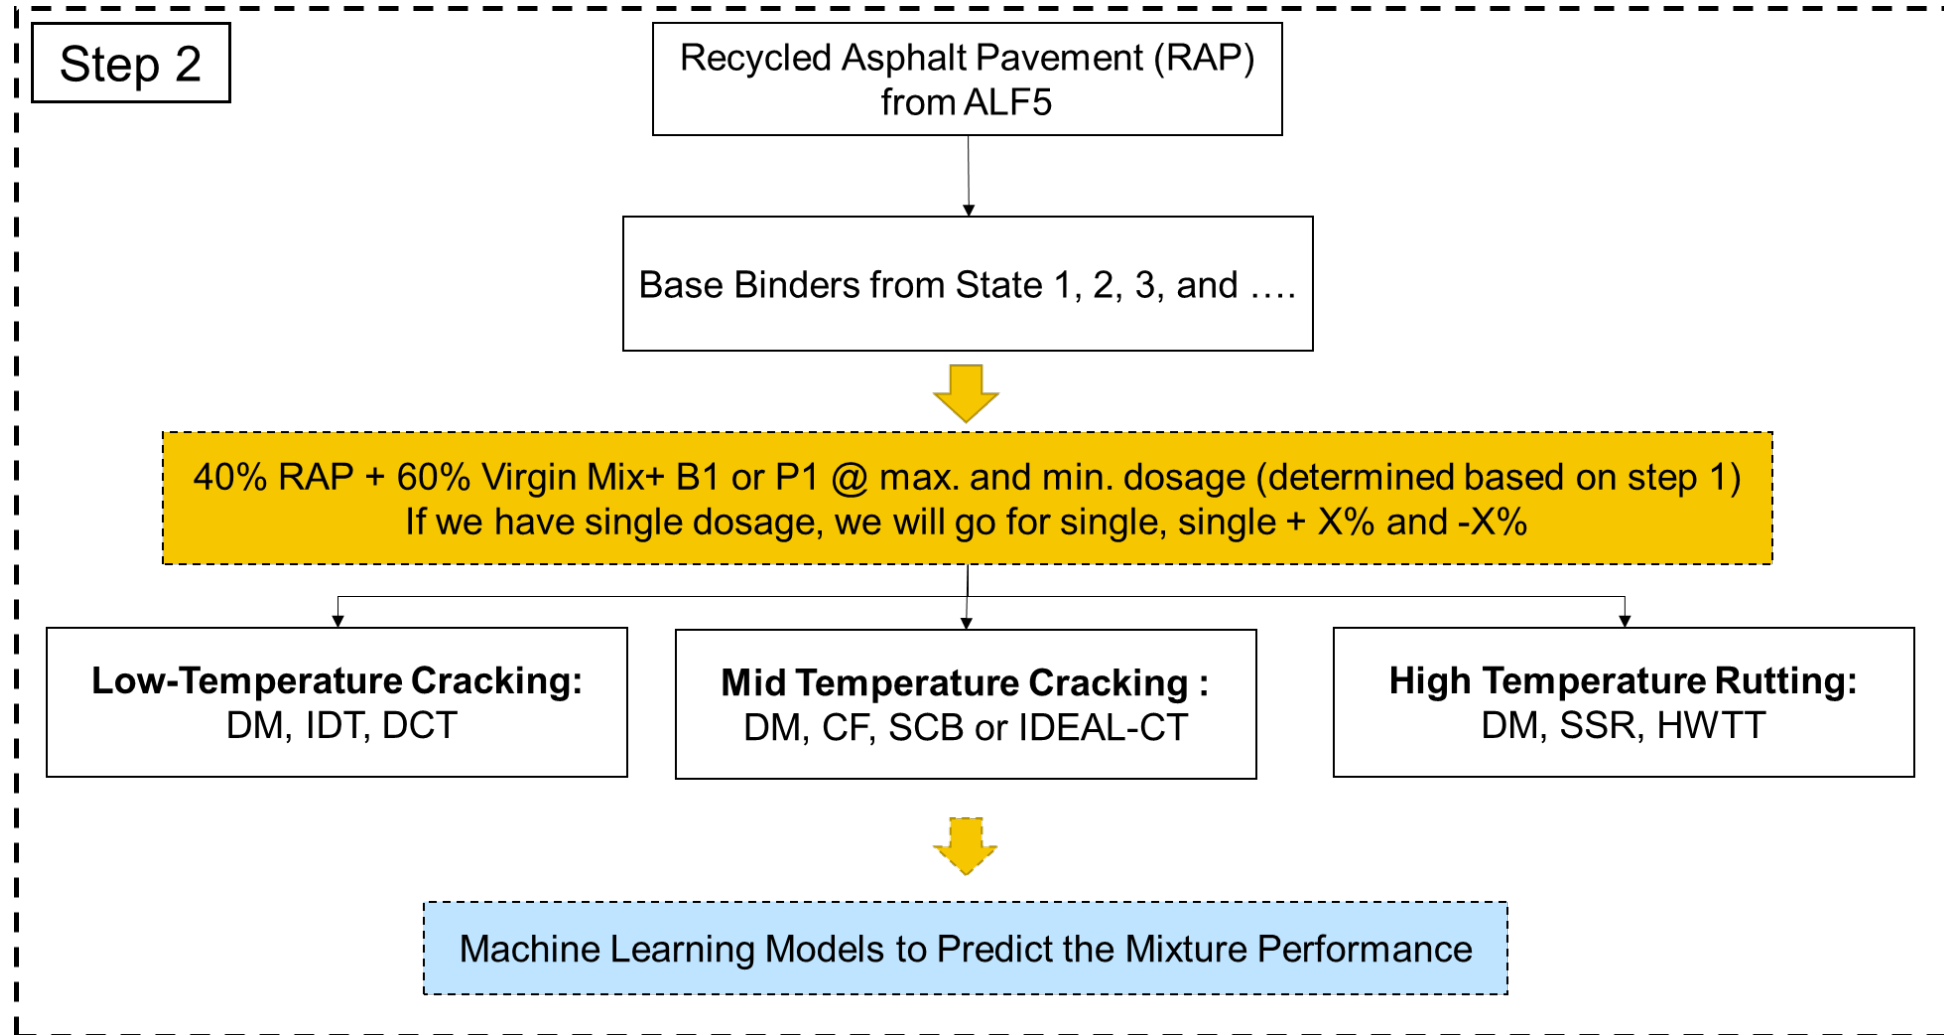 Step 2
Recycled Asphalt Pavement (RAP)
from ALF5
Base Binders from State 1, 2, 3, and ….
40% RAP + 60% Virgin Mix+ B1 or P1 @ max. and min. dosage (determined based on step 1)
If we have single dosage, we will go for single, single + X% and -X%
Low-Temperature Cracking:
DM, IDT, DCT
Mid Temperature Cracking :
DM, CF, SCB or IDEAL-CT
High Temperature Rutting:
DM, SSR, HWTT
Machine Learning Models to Predict the Mixture Performance